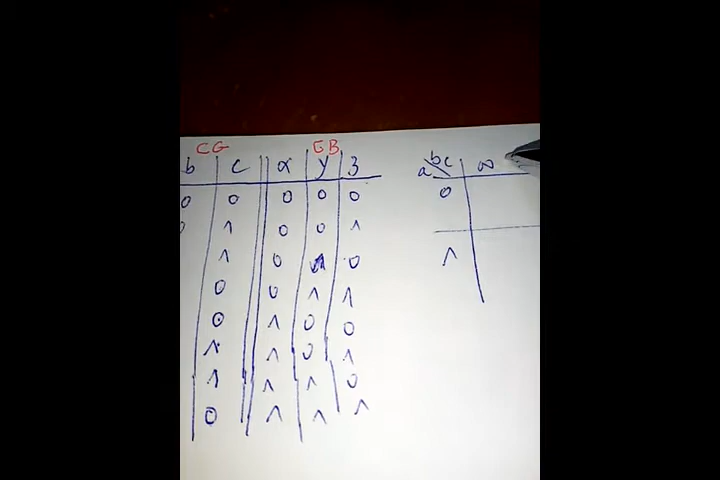 CG GB
b c x y z
0 0 0 0 0
0 1 0 0 1
1 0 1 0
0 0 1 1
0 1 0 0
1 1 0 1
1 1 1 0
0 1 1 1
a bc 00
0
1